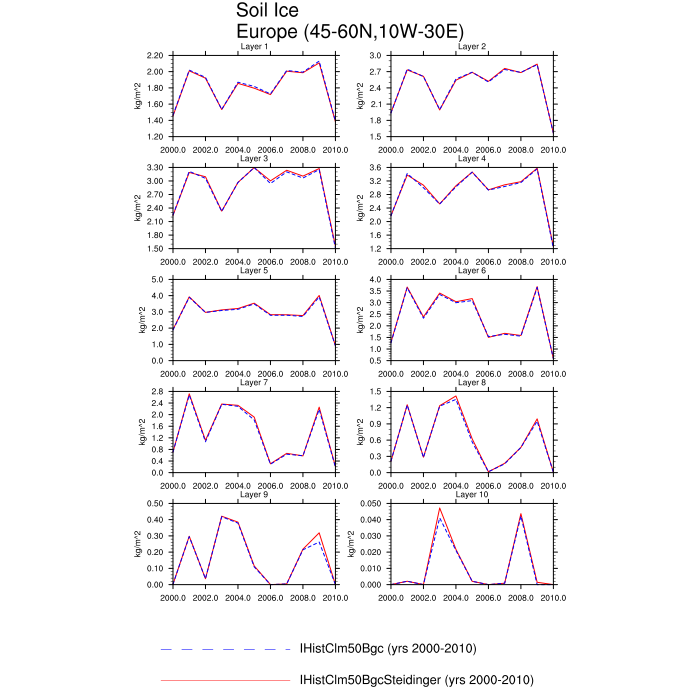 Soil Ice
Europe (45-60N,10W-30E)
Layer 1
2.20
2.00
1.80
1.60
1.40
1.20
kg/m^2
2000.0 2002.0 2004.0 2006.0 2008.0 2010.0
Layer 2
3.0
2.7
2.4
2.1
1.8
1.5
kg/m^2
2000.0 2002.0 2004.0 2006.0 2008.0 2010.0
Layer 3
3.30
3.00
2.70
2.40
2.10
1.80
1.50
kg/m^2
2000.0 2002.0 2004.0 2006.0 2008.0 2010.0
Layer 4
3.6
3.2
2.8
2.4
2.0
1.6
1.2
kg/m^2
2000.0 2002.0 2004.0 2006.0 2008.0 2010.0
Layer 5
5.0
4.0
3.0
2.0
1.0
0.0
kg/m^2
2000.0 2002.0 2004.0 2006.0 2008.0 2010.0
Layer 6
4.0
3.5
3.0
2.5
2.0
1.5
1.0
0.5
kg/m^2
2000.0 2002.0 2004.0 2006.0 2008.0 2010.0
Layer 7
2.8
2.4
2.0
1.6
1.2
0.8
0.4
0.0
kg/m^2
2000.0 2002.0 2004.0 2006.0 2008.0 2010.0
Layer 8
1.5
1.2
0.9
0.6
0.3
0.0
kg/m^2
2000.0 2002.0 2004.0 2006.0 2008.0 2010.0
Layer 9
0.50
0.40
0.30
0.20
0.10
0.00
kg/m^2
2000.0 2002.0 2004.0 2006.0 2008.0 2010.0
Layer 10
0.050
0.040
0.030
0.020
0.010
0.000
kg/m^2
2000.0 2002.0 2004.0 2006.0 2008.0 2010.0
IHistClm50Bgc (yrs 2000-2010)
IHistClm50BgcSteidinger (yrs 2000-2010)